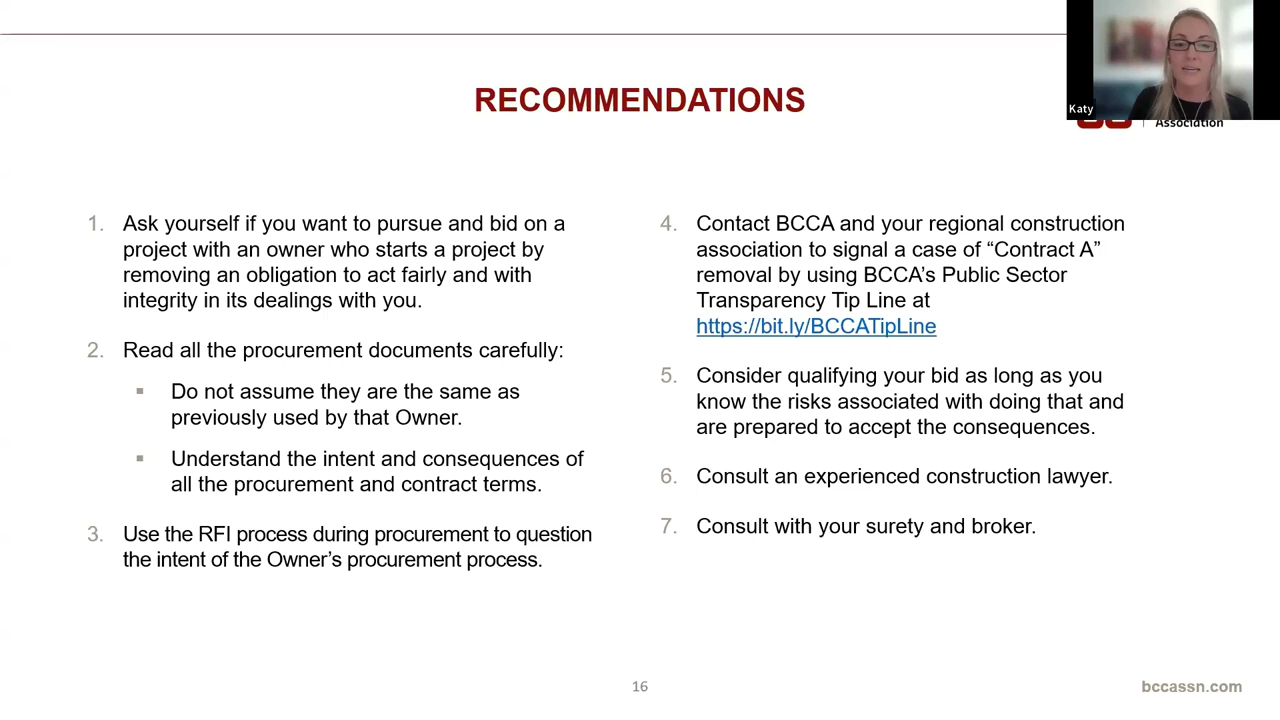 RECOMMENDATIONS
Katy
Association
1. Ask yourself if you want to pursue and bid on a
project with an owner who starts a project by
removing an obligation to act fairly and with
integrity in its dealings with you.
2. Read all the procurement documents carefully:
▪ Do not assume they are the same as
previously used by that Owner.
▪ Understand the intent and consequences of
all the procurement and contract terms.
3. Use the RFI process during procurement to question
the intent of the Owner’s procurement process.
4. Contact BCCA and your regional construction
association to signal a case of “Contract A”
removal by using BCCA’s Public Sector
Transparency Tip Line at
https://bit.ly/BCCATipLine
5. Consider qualifying your bid as long as you
know the risks associated with doing that and
are prepared to accept the consequences.
6. Consult an experienced construction lawyer.
7. Consult with your surety and broker.
16
bccassn.com